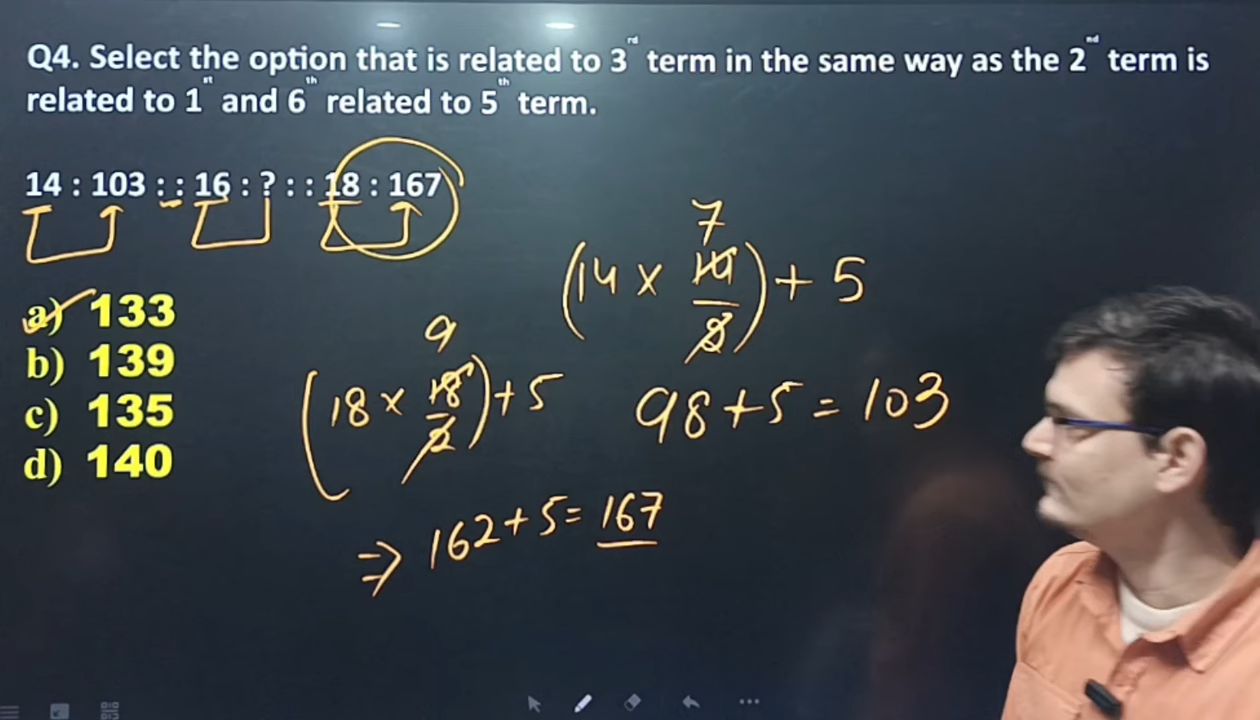 Q4. Select the option that is related to 3rd term in the same way as the 2nd term is
related to 1st and 6th related to 5th term.
14 : 103 : : 16 : ? : : 18 : 167
a) 133
b) 139
c) 135
d) 140
7
(14 × 14/2) + 5
98 + 5 = 103
9
(18 × 18/2) + 5
⇒ 162 + 5 = 167